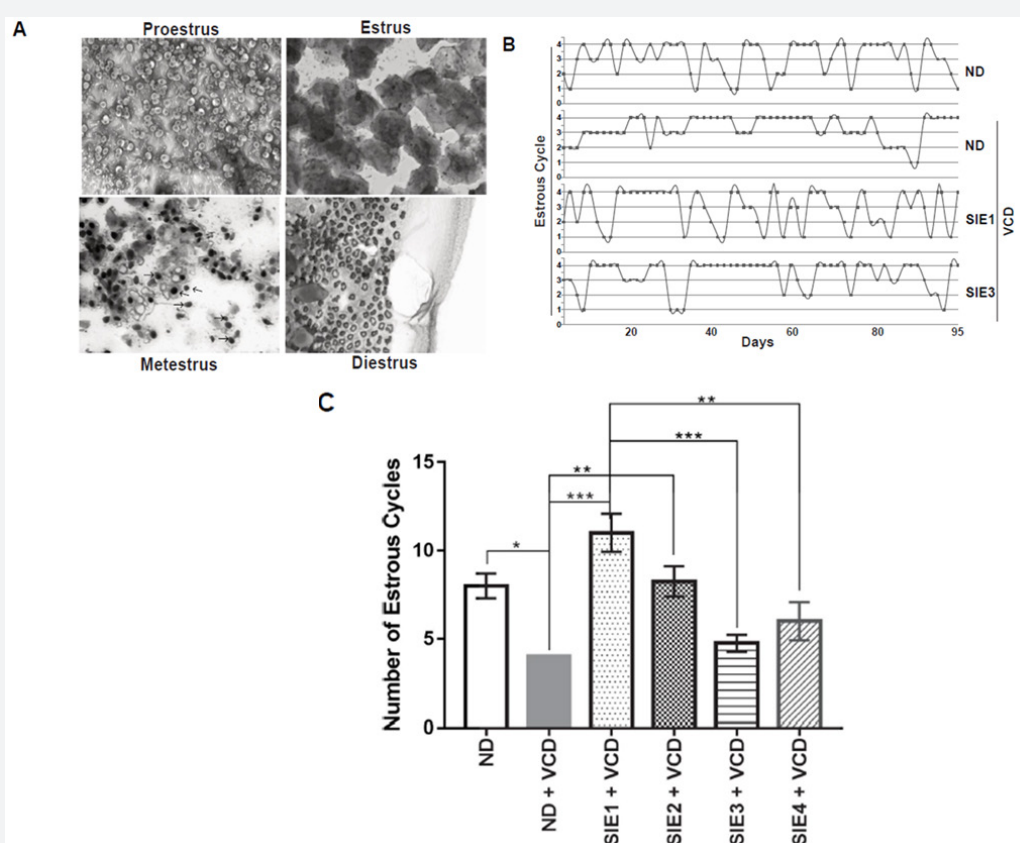 A
Proestrus
Estrus
Metestrus
Diestrus
B
Estrous Cycle
4
3
2
1
0
ND
4
3
2
1
0
ND
4
3
2
1
0
SIE1
4
3
2
1
0
SIE3
VCD
20 40 60 80 95
Days
C
Number of Estrous Cycles
15
10
5
0
*
***
**
***
**
ND
ND + VCD
SIE1 + VCD
SIE2 + VCD
SIE3 + VCD
SIE4 + VCD